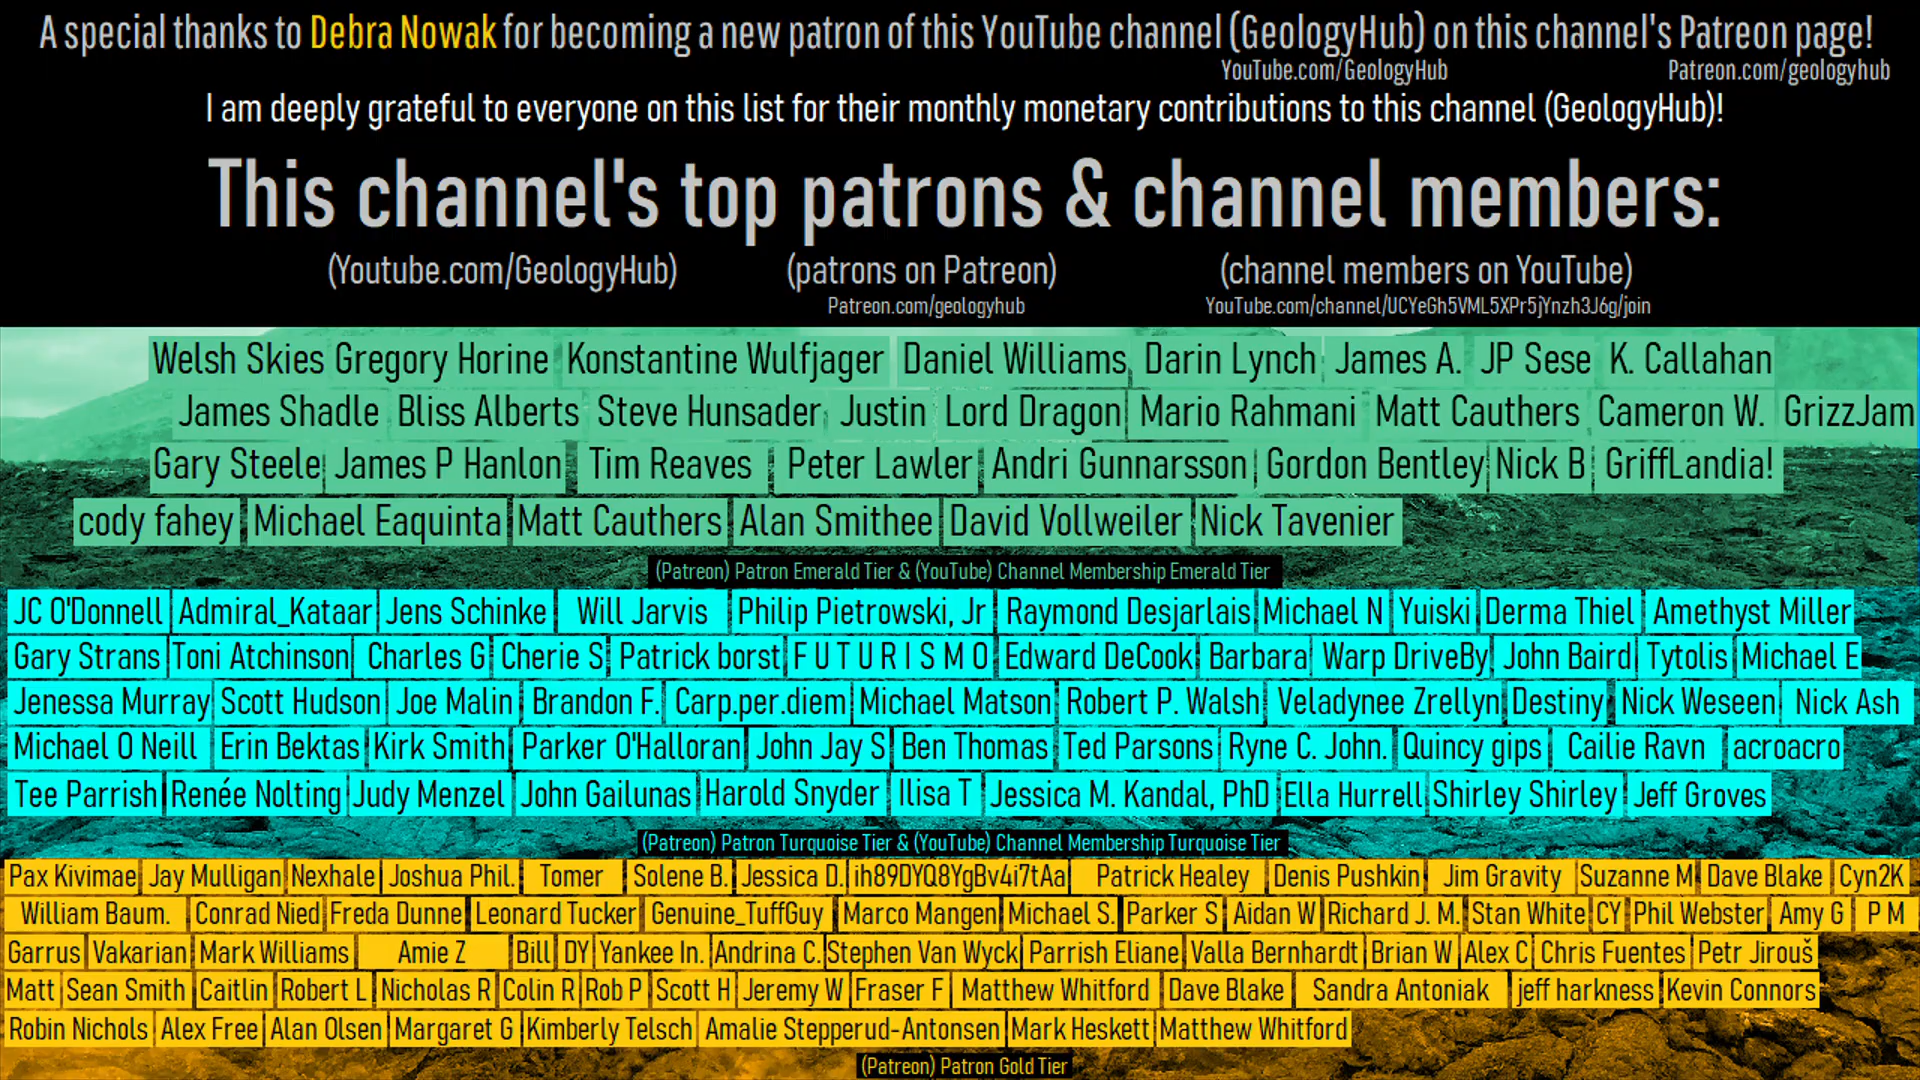 A special thanks to Debra Nowak for becoming a new patron of this YouTube channel (GeologyHub) on this channel's Patreon page!
YouTube.com/GeologyHub Patreon.com/geologyhub
I am deeply grateful to everyone on this list for their monthly monetary contributions to this channel (GeologyHub)!
This channel's top patrons & channel members:
(Youtube.com/GeologyHub) (patrons on Patreon) (channel members on YouTube)
Patreon.com/geologyhub YouTube.com/channel/UCYeGh5VML5XPr5jYnzh3J6g/join
Welsh Skies Gregory Horine Konstantine Wulfjager Daniel Williams Darin Lynch James A. JP Sese K. Callahan
James Shadle Bliss Alberts Steve Hunsader Justin Lord Dragon Mario Rahmani Matt Cauthers Cameron W. GrizzJam
Gary Steele James P Hanlon Tim Reaves Peter Lawler Andri Gunnarsson Gordon Bentley Nick B GriffLandia!
cody fahey Michael Eaquinta Matt Cauthers Alan Smithee David Vollweiler Nick Tavenier
(Patreon) Patron Emerald Tier & (YouTube) Channel Membership Emerald Tier
JC O'Donnell Admiral_Kataar Jens Schinke Will Jarvis Philip Pietrowski, Jr Raymond Desjarlais Michael N Yuiski Derma Thiel Amethyst Miller
Gary Strans Toni Atchinson Charles G Cherie S Patrick borst F U T U R I S M O Edward DeCook Barbara Warp DriveBy John Baird Tytolis Michael E
Jenessa Murray Scott Hudson Joe Malin Brandon F. Carp.per.diem Michael Matson Robert P. Walsh Veladynee Zrellyn Destiny Nick Weseen Nick Ash
Michael O Neill Erin Bektas Kirk Smith Parker O'Halloran John Jay S Ben Thomas Ted Parsons Ryne C. John. Quincy gips Cailie Ravn acroacro
Tee Parrish Renée Nolting Judy Menzel John Gailunas Harold Snyder Ilisa T Jessica M. Kandal, PhD Ella Hurrell Shirley Shirley Jeff Groves
(Patreon) Patron Turquoise Tier & (YouTube) Channel Membership Turquoise Tier
Pax Kivimae Jay Mulligan Nexhale Joshua Phil. Tomer Solene B. Jessica D. ih89DYQ8YgBv4i7tAa Patrick Healey Denis Pushkin Jim Gravity Suzanne M Dave Blake Cyn2K
William Baum. Conrad Nied Freda Dunne Leonard Tucker Genuine_TuffGuy Marco Mangen Michael S. Parker S Aidan W Richard J. M. Stan White CY Phil Webster Amy G P M
Garrus Vakarian Mark Williams Amie Z Bill DY Yankee In. Andrina C. Stephen Van Wyck Parrish Eliane Valla Bernhardt Brian W Alex C Chris Fuentes Petr Jirouš
Matt Sean Smith Caitlin Robert L Nicholas R Colin R Rob P Scott H Jeremy W Fraser F Matthew Whitford Dave Blake Sandra Antoniak jeff harkness Kevin Connors
Robin Nichols Alex Free Alan Olsen Margaret G Kimberly Telsch Amalie Stepperud-Antonsen Mark Heskett Matthew Whitford
(Patreon) Patron Gold Tier